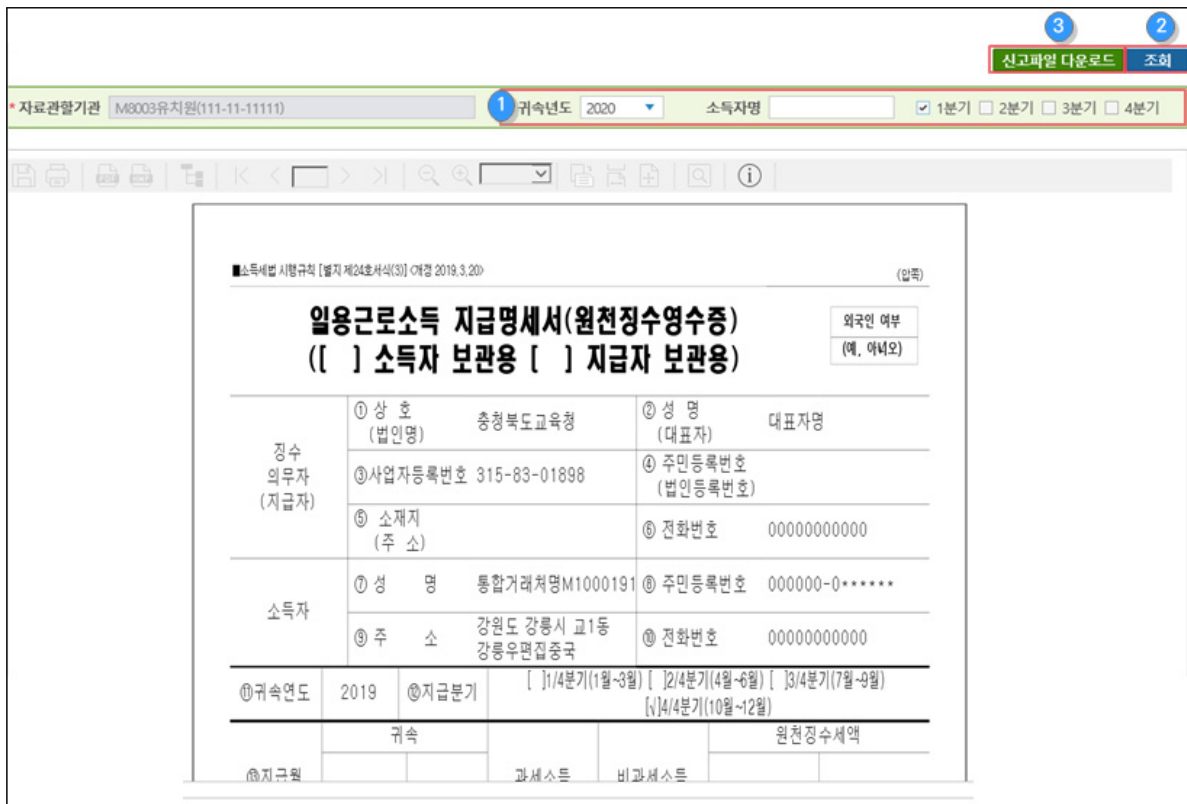 3 2
신고파일 다운로드 조회
* 자료관할기관 M8003유치원(111-11-11111) 1 귀속년도 2020 소득자명 1분기 2분기 3분기 4분기
■소득세법 시행규칙 [별지 제24호서식(3)] <개정 2019.3.20> (앞쪽)
일용근로소득 지급명세서(원천징수영수증)
([ ] 소득자 보관용 [ ] 지급자 보관용)
외국인 여부
(예, 아녀오)
징수
의무자
(지급자)
① 상 호
(법인명)
충청북도교육청
② 성 명
(대표자)
대표자명
③사업자등록번호 315-83-01898
④ 주민등록번호
(법인등록번호)
⑤ 소재지
(주 소)
⑥ 전화번호 00000000000
소득자
⑦ 성 명 통합거래처명M1000191 ⑧ 주민등록번호 000000-0******
⑨ 주 소
강원도 강릉시 교1동
강릉우편집중국
⑩ 전화번호 00000000000
⑪귀속연도 2019 ⑫지급분기
[ ]1/4분기(1월~3월) [ ]2/4분기(4월~6월) [ ]3/4분기(7월~9월)
[√]4/4분기(10월~12월)
귀속 원천징수세액
⑬지급월 과세소득 비과세소득